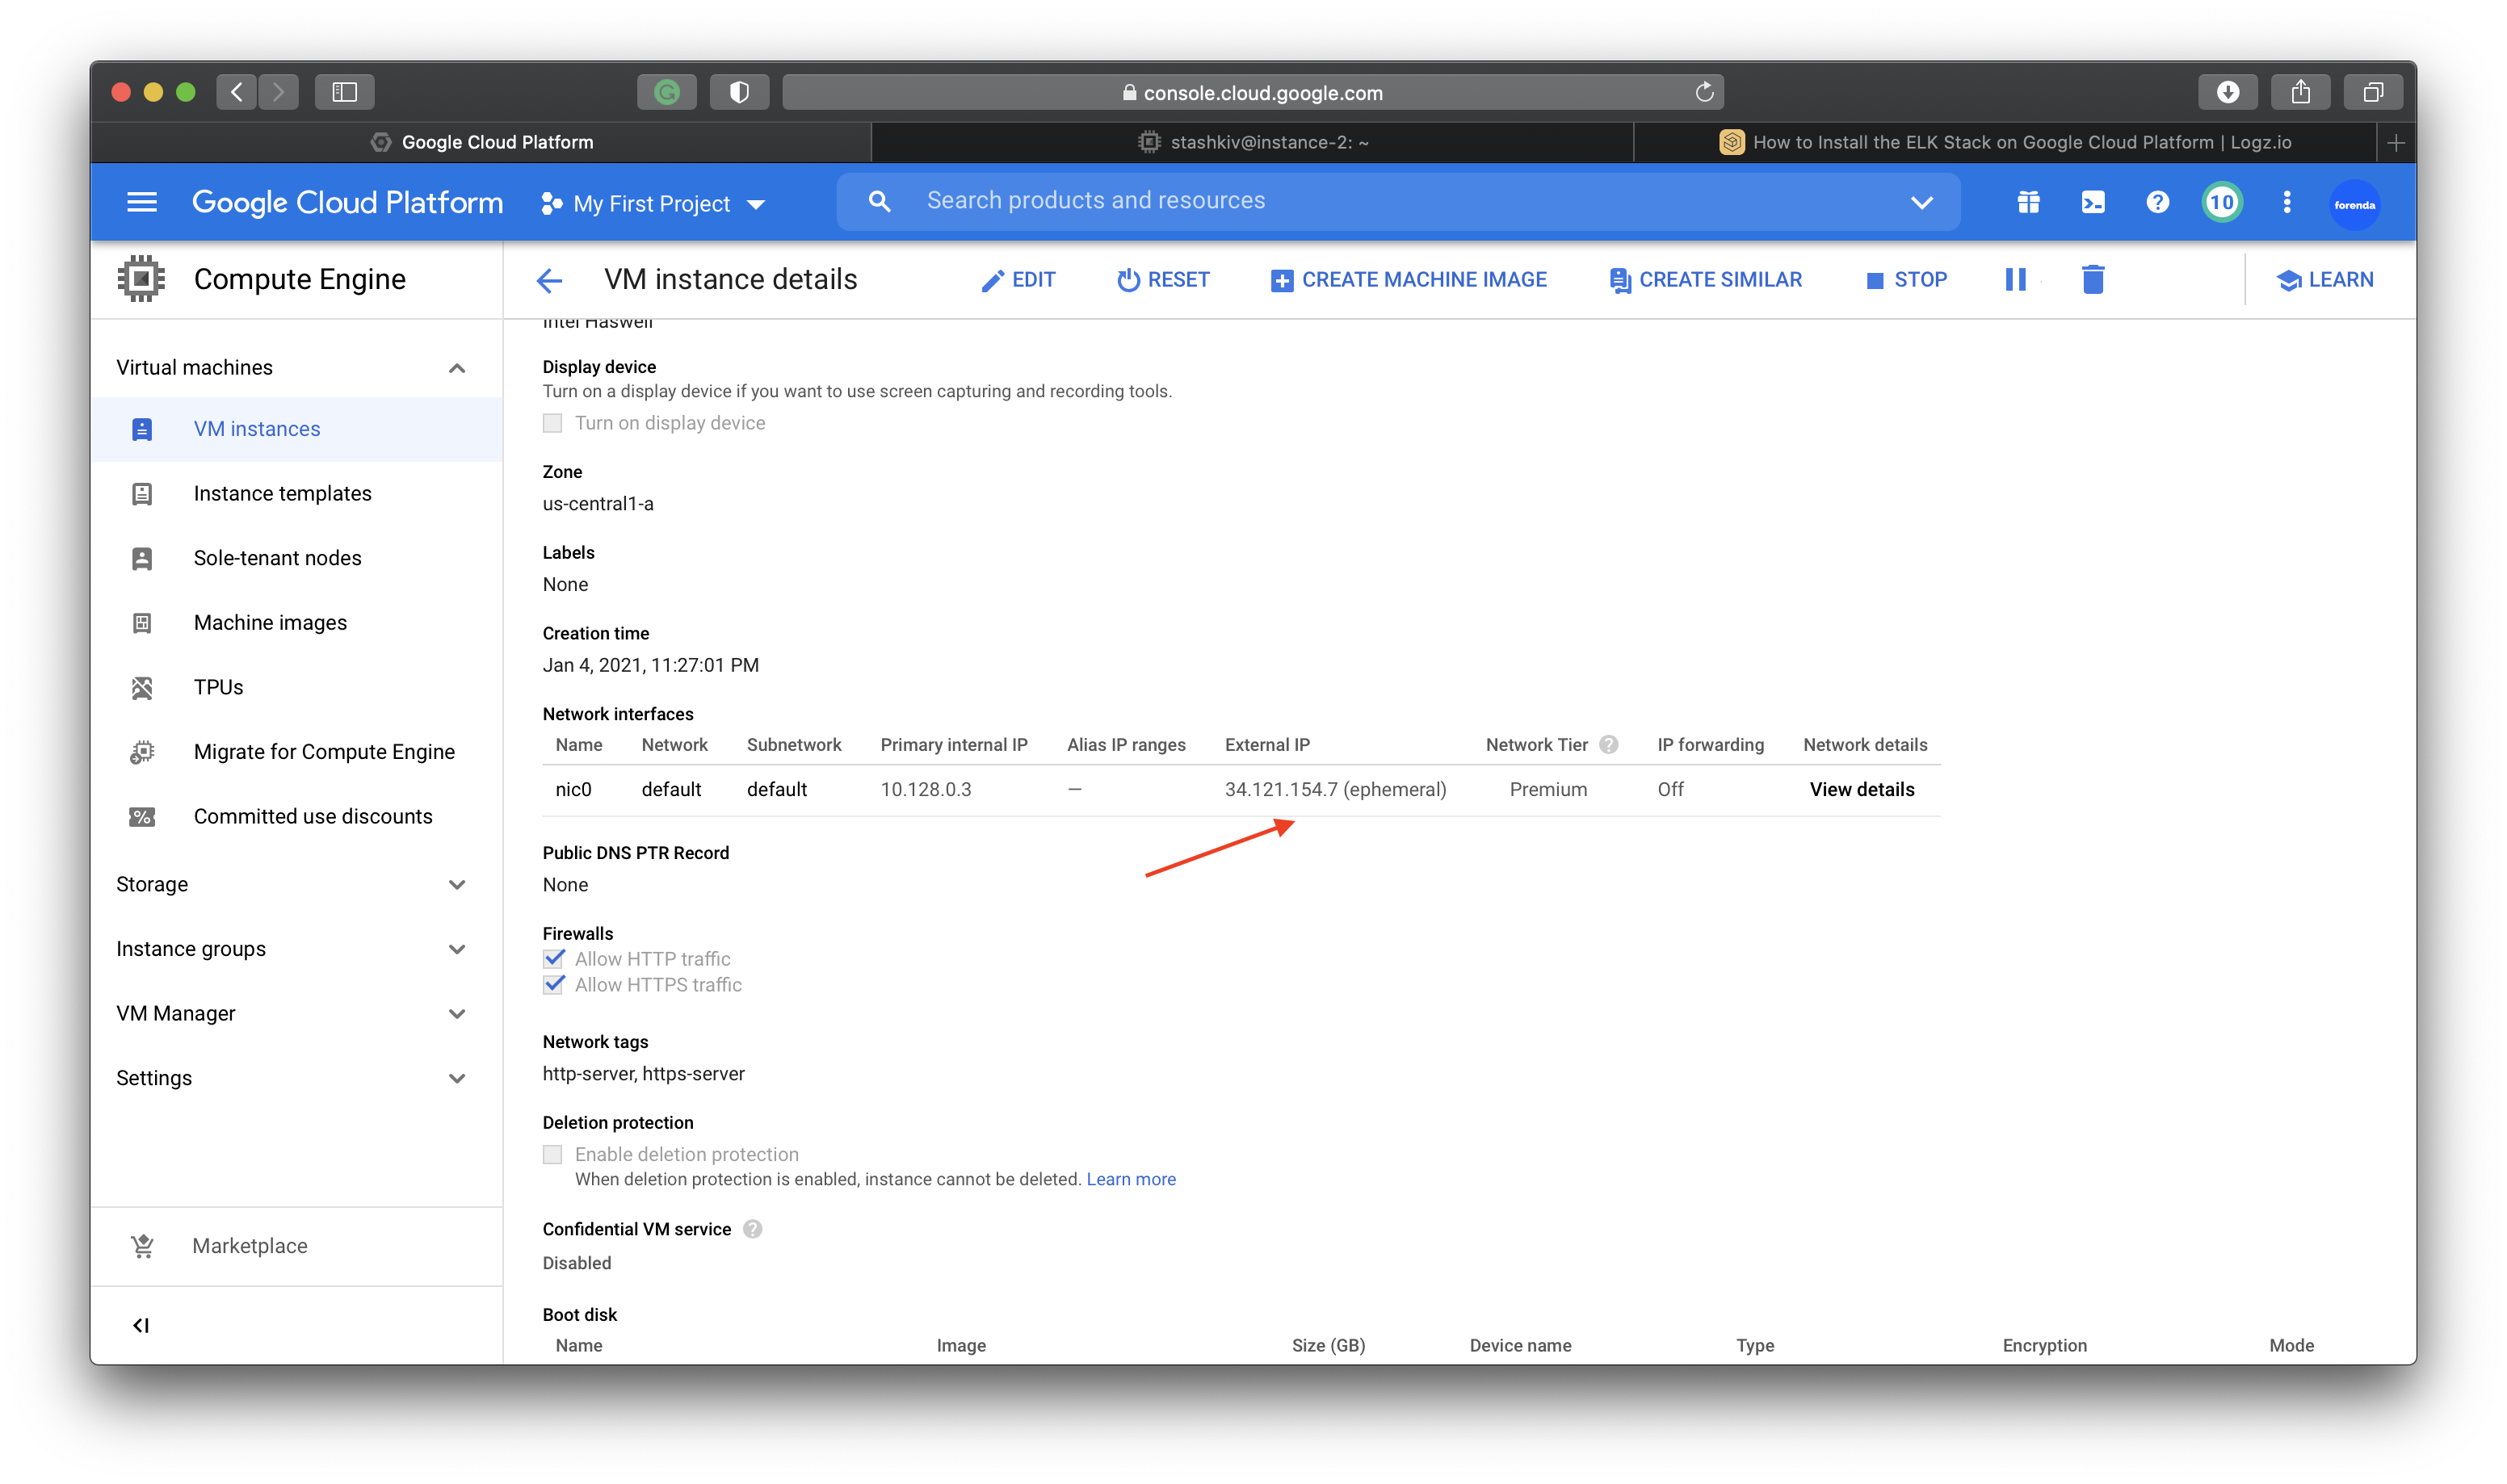 console.cloud.google.com
Google Cloud Platform
stashkiv@instance-2: ~
How to Install the ELK Stack on Google Cloud Platform | Logz.io
Google Cloud Platform
My First Project
Search products and resources
10
forenda
Compute Engine
VM instance details
EDIT
RESET
CREATE MACHINE IMAGE
CREATE SIMILAR
STOP
LEARN
Virtual machines
VM instances
Instance templates
Sole-tenant nodes
Machine images
TPUs
Migrate for Compute Engine
Committed use discounts
Storage
Instance groups
VM Manager
Settings
Marketplace
Intel Haswell
Display device
Turn on a display device if you want to use screen capturing and recording tools.
Turn on display device
Zone
us-central1-a
Labels
None
Creation time
Jan 4, 2021, 11:27:01 PM
Network interfaces
Name Network Subnetwork Primary internal IP Alias IP ranges External IP Network Tier IP forwarding Network details
nic0 default default 10.128.0.3 — 34.121.154.7 (ephemeral) Premium Off View details
Public DNS PTR Record
None
Firewalls
Allow HTTP traffic
Allow HTTPS traffic
Network tags
http-server, https-server
Deletion protection
Enable deletion protection
When deletion protection is enabled, instance cannot be deleted. Learn more
Confidential VM service
Disabled
Boot disk
Name Image Size (GB) Device name Type Encryption Mode